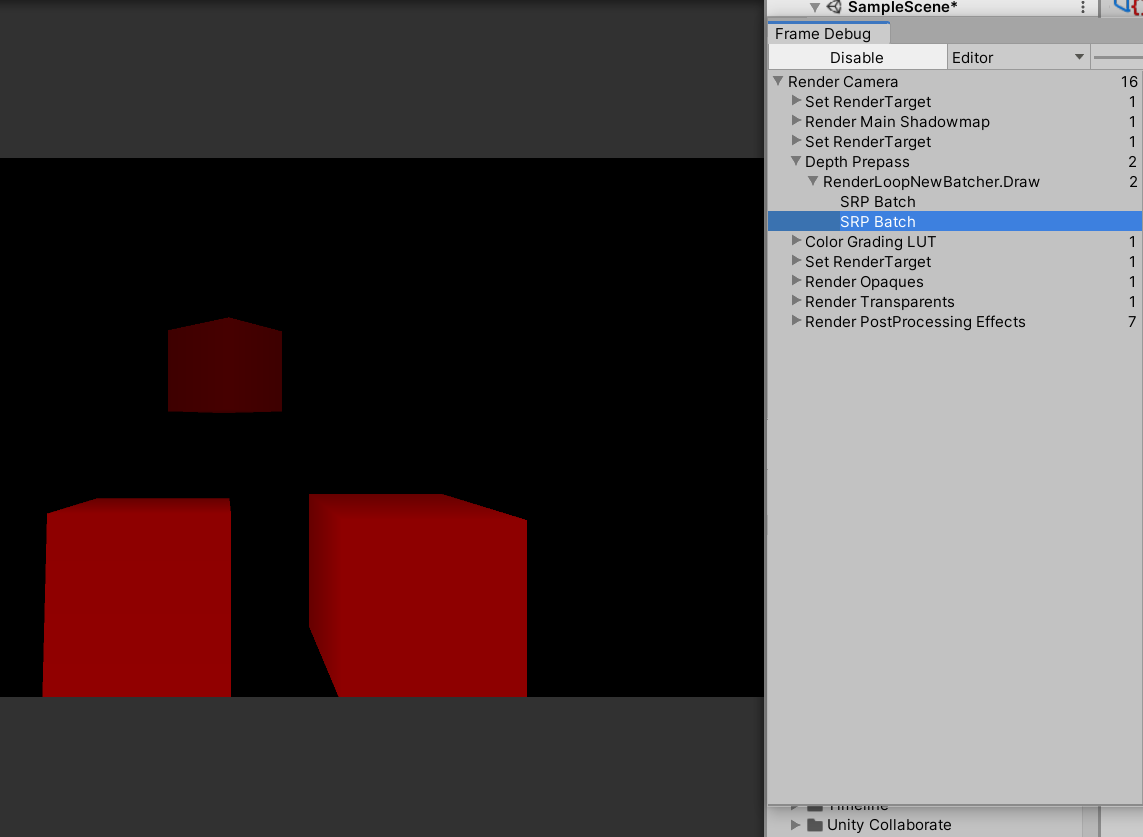 SampleScene*
Frame Debug
Disable Editor
Render Camera 16
Set RenderTarget 1
Render Main Shadowmap 1
Set RenderTarget 1
Depth Prepass 2
RenderLoopNewBatcher.Draw 2
SRP Batch
SRP Batch
Color Grading LUT 1
Set RenderTarget 1
Render Opaques 1
Render Transparents 1
Render PostProcessing Effects 7
Timeline
Unity Collaborate